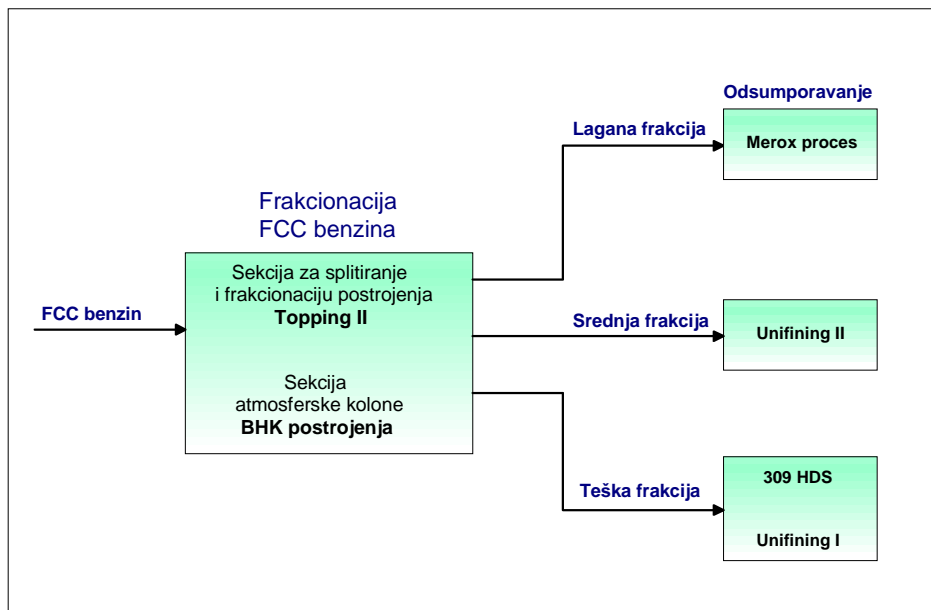 Odsumporavanje
Lagana frakcija
Merox proces
Frakcionacija
FCC benzina
Sekcija za splitiranje
i frakcionaciju postrojenja
Topping II
FCC benzin
Srednja frakcija
Unifining II
Sekcija
atmosferske kolone
BHK postrojenja
Teška frakcija
309 HDS
Unifining I